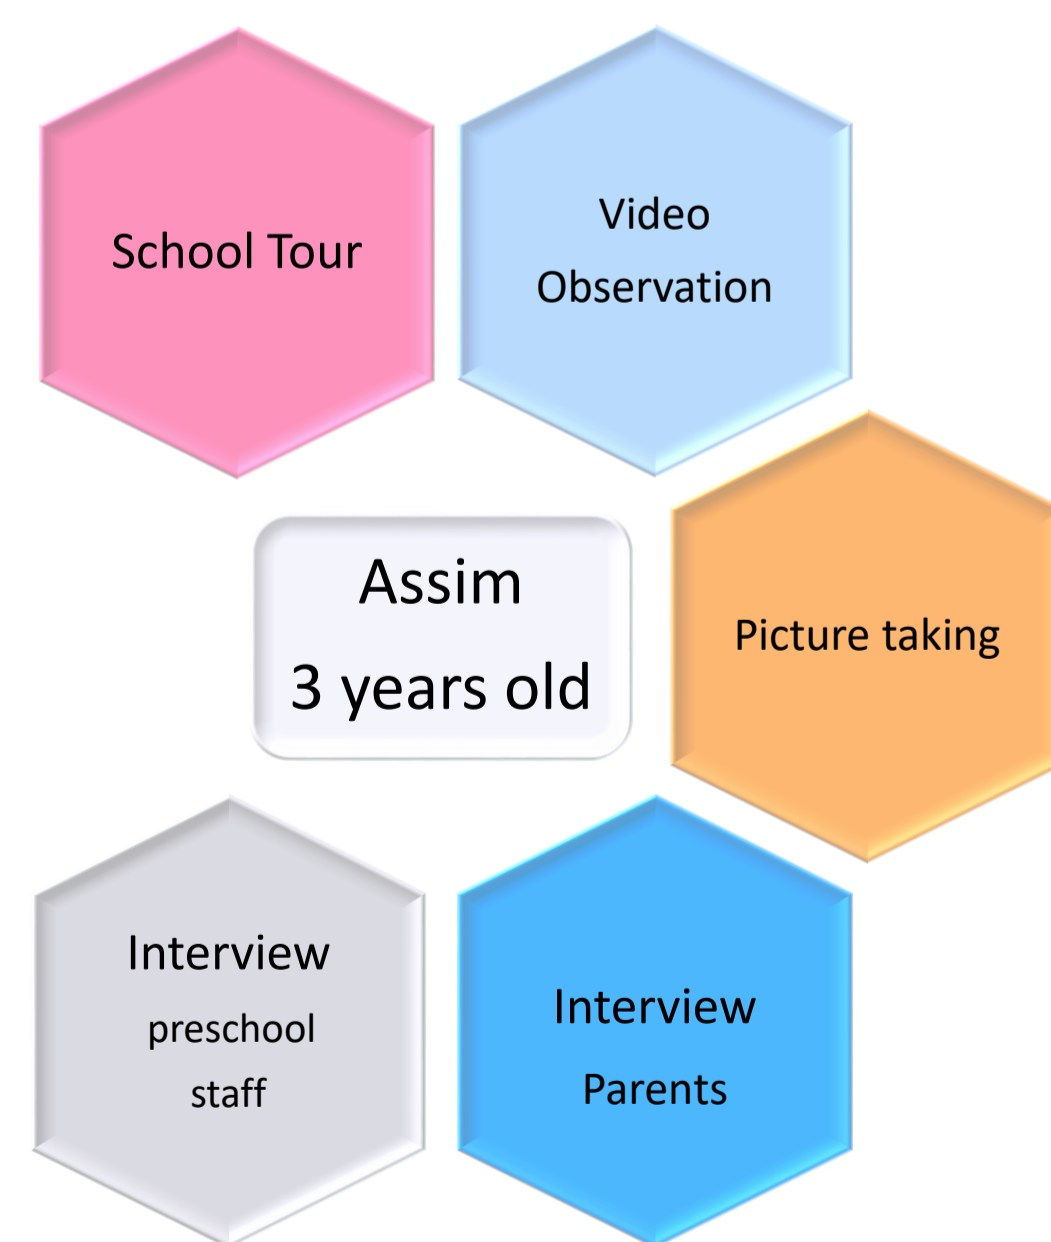 School Tour
Video
Observation
Picture taking
Assim
3 years old
Interview
preschool
staff
Interview
Parents